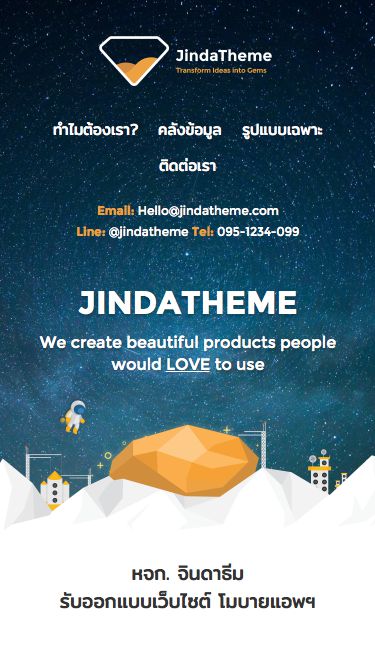 JindaTheme
Transform Ideas into Gems
ทำไมต้องเรา? คลังข้อมูล รูปแบบเฉพาะ
ติดต่อเรา
Email: Hello@jindatheme.com
Line: @jindatheme Tel: 095-1234-099
JINDATHEME
We create beautiful products people
would LOVE to use
หจก. จินดาธีม
รับออกแบบเว็บไซต์ โมบายแอพฯ